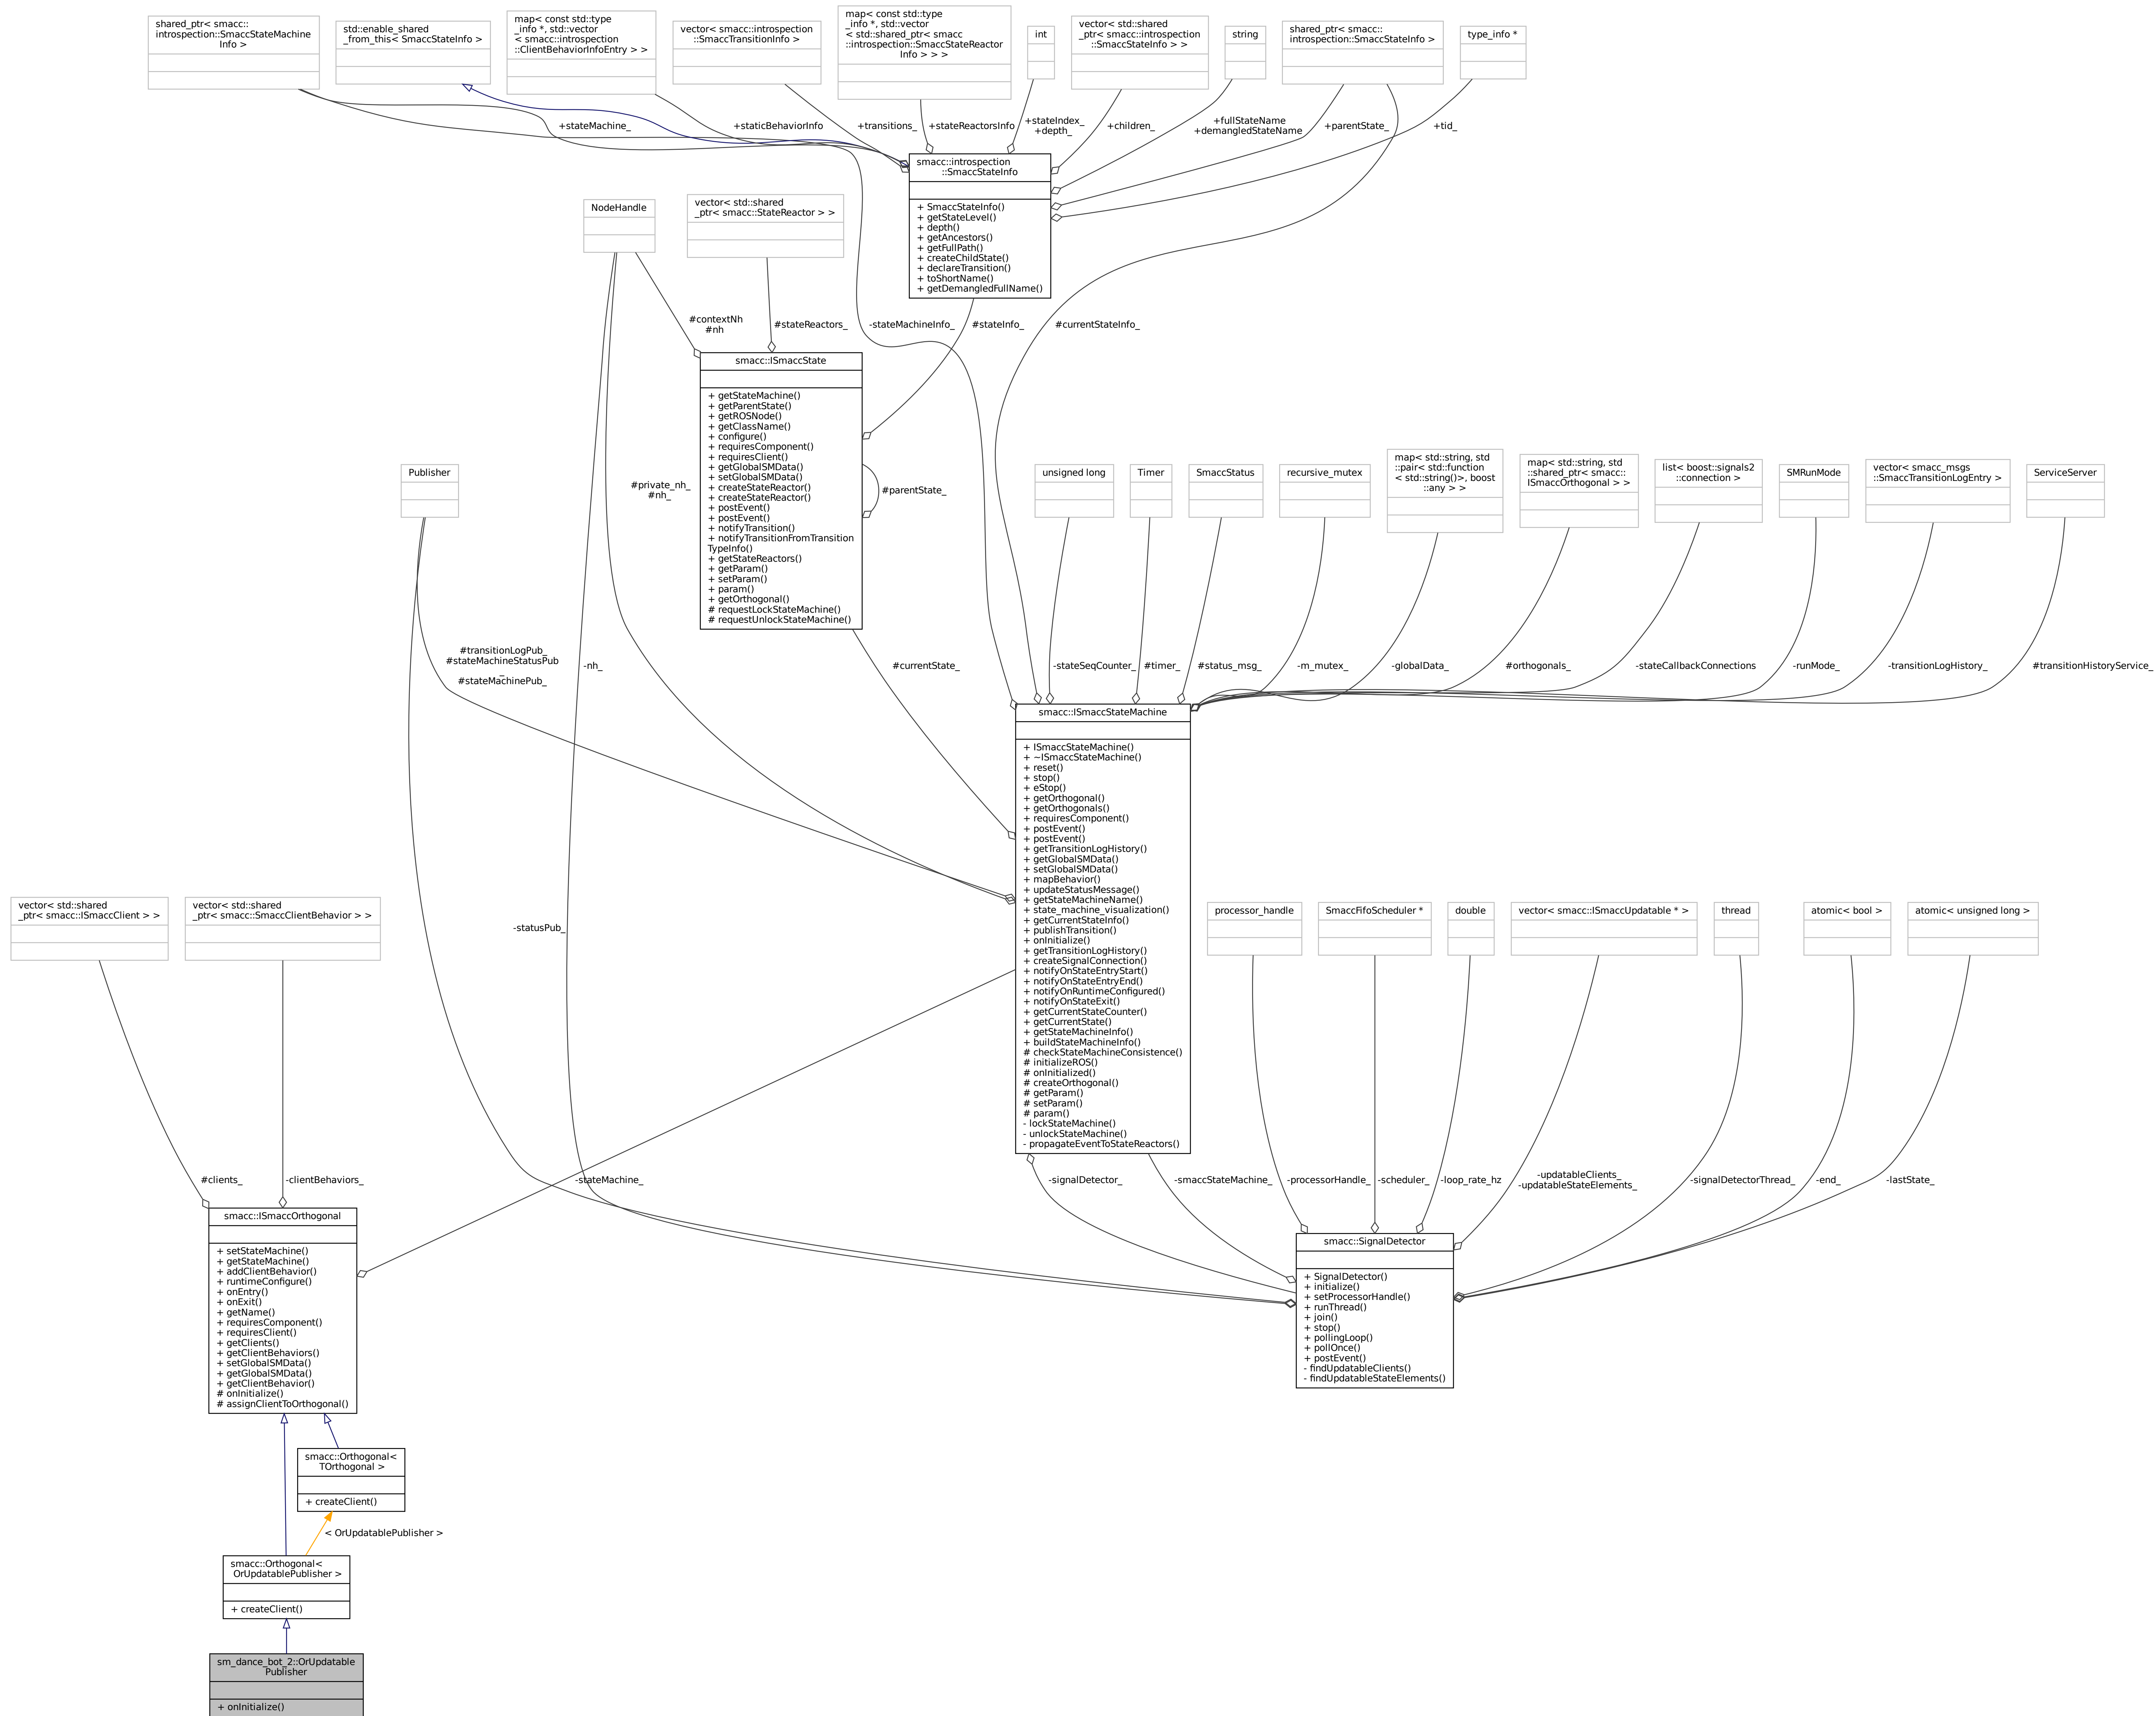 shared_ptr< smacc::
introspection::SmaccStateMachine
Info >
std::enable_shared
_from_this< SmaccStateInfo >
map< const std::type
_info *, std::vector
< smacc::introspection
::ClientBehaviorInfoEntry > >
vector< smacc::introspection
::SmaccTransitionInfo >
map< const std::type
_info *, std::vector
< std::shared_ptr< smacc
::introspection::SmaccStateReactor
Info > > >
int
vector< std::shared
_ptr< smacc::introspection
::SmaccStateInfo > >
string
shared_ptr< smacc::
introspection::SmaccStateInfo >
type_info *
+stateMachine_
+staticBehaviorInfo
+transitions_
+stateReactorsInfo
+stateIndex_
+depth_
+children_
+fullStateName
+demangledStateName
+parentState_
+tid_
smacc::introspection
::SmaccStateInfo
+ SmaccStateInfo()
+ getStateLevel()
+ depth()
+ getAncestors()
+ getFullPath()
+ createChildState()
+ declareTransition()
+ toShortName()
+ getDemangledFullName()
NodeHandle
vector< std::shared
_ptr< smacc::StateReactor > >
#contextNh
#nh
#stateReactors_
-stateMachineInfo_
#stateInfo_
#currentStateInfo_
smacc::ISmaccState
+ getStateMachine()
+ getParentState()
+ getROSNode()
+ getClassName()
+ configure()
+ requiresComponent()
+ requiresClient()
+ getGlobalSMData()
+ setGlobalSMData()
+ createStateReactor()
+ createStateReactor()
+ postEvent()
+ postEvent()
+ notifyTransition()
+ notifyTransitionFromTransition
TypeInfo()
+ getStateReactors()
+ getParam()
+ setParam()
+ param()
+ getOrthogonal()
# requestLockStateMachine()
# requestUnlockStateMachine()
#parentState_
Publisher
#private_nh_
#nh_
unsigned long
Timer
SmaccStatus
recursive_mutex
map< std::string, std
::pair< std::function
< std::string()>, boost
::any > >
map< std::string, std
::shared_ptr< smacc::
ISmaccOrthogonal > >
list< boost::signals2
::connection >
SMRunMode
vector< smacc_msgs
::SmaccTransitionLogEntry >
ServiceServer
#transitionLogPub_
#stateMachineStatusPub
_
#stateMachinePub_
-nh_
#currentState_
-stateSeqCounter_
#timer_
#status_msg_
-m_mutex_
-globalData_
#orthogonals_
-stateCallbackConnections
-runMode_
-transitionLogHistory_
#transitionHistoryService_
smacc::ISmaccStateMachine
+ ISmaccStateMachine()
+ ~ISmaccStateMachine()
+ reset()
+ stop()
+ eStop()
+ getOrthogonal()
+ getOrthogonals()
+ requiresComponent()
+ postEvent()
+ postEvent()
+ getTransitionLogHistory()
+ getGlobalSMData()
+ setGlobalSMData()
+ mapBehavior()
+ updateStatusMessage()
+ getStateMachineName()
+ state_machine_visualization()
+ getCurrentStateInfo()
+ publishTransition()
+ onInitialize()
+ getTransitionLogHistory()
+ createSignalConnection()
+ notifyOnStateEntryStart()
+ notifyOnStateEntryEnd()
+ notifyOnRuntimeConfigured()
+ notifyOnStateExit()
+ getCurrentStateCounter()
+ getCurrentState()
+ getStateMachineInfo()
+ buildStateMachineInfo()
# checkStateMachineConsistence()
# initializeROS()
# onInitialized()
# createOrthogonal()
# getParam()
# setParam()
# param()
- lockStateMachine()
- unlockStateMachine()
- propagateEventToStateReactors()
vector< std::shared
_ptr< smacc::ISmaccClient > >
vector< std::shared
_ptr< smacc::SmaccClientBehavior > >
-statusPub_
processor_handle
SmaccFifoScheduler *
double
vector< smacc::ISmaccUpdatable * >
thread
atomic< bool >
atomic< unsigned long >
#clients_
-clientBehaviors_
-stateMachine_
-signalDetector_
-smaccStateMachine_
-processorHandle_
-scheduler_
-loop_rate_hz
-updatableClients_
-updatableStateElements_
-signalDetectorThread_
-end_
-lastState_
smacc::ISmaccOrthogonal
+ setStateMachine()
+ getStateMachine()
+ addClientBehavior()
+ runtimeConfigure()
+ onEntry()
+ onExit()
+ getName()
+ requiresComponent()
+ requiresClient()
+ getClients()
+ getClientBehaviors()
+ setGlobalSMData()
+ getGlobalSMData()
+ getClientBehavior()
# onInitialize()
# assignClientToOrthogonal()
smacc::SignalDetector
+ SignalDetector()
+ initialize()
+ setProcessorHandle()
+ runThread()
+ join()
+ stop()
+ pollingLoop()
+ pollOnce()
+ postEvent()
- findUpdatableClients()
- findUpdatableStateElements()
smacc::Orthogonal<
TOrthogonal >
+ createClient()
< OrUpdatablePublisher >
smacc::Orthogonal<
OrUpdatablePublisher >
+ createClient()
sm_dance_bot_2::OrUpdatable
Publisher
+ onInitialize()